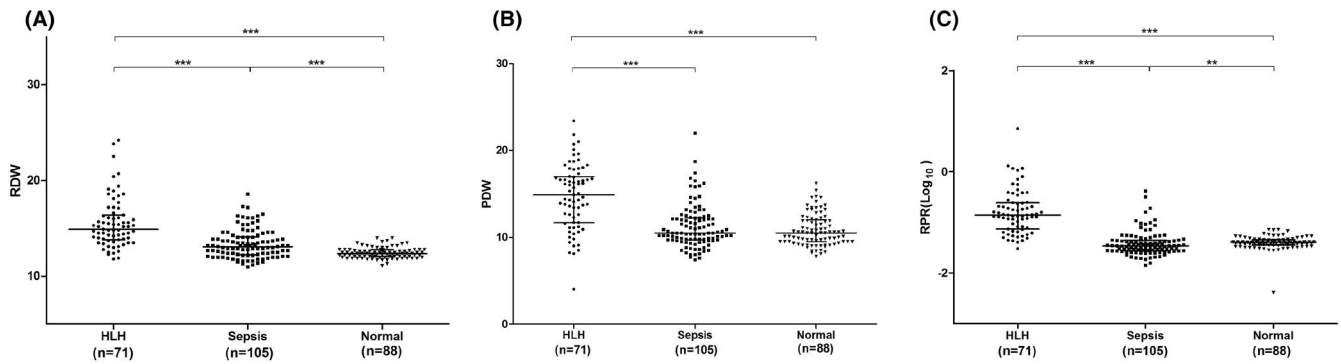 (A)
***
***
***
30
RDW
20
10
HLH
(n=71)
Sepsis
(n=105)
Normal
(n=88)
(B)
***
***
30
20
PDW
10
0
HLH
(n=71)
Sepsis
(n=105)
Normal
(n=88)
(C)
***
***
**
2
0
RPR(Log10)
-2
-2
HLH
(n=71)
Sepsis
(n=105)
Normal
(n=88)